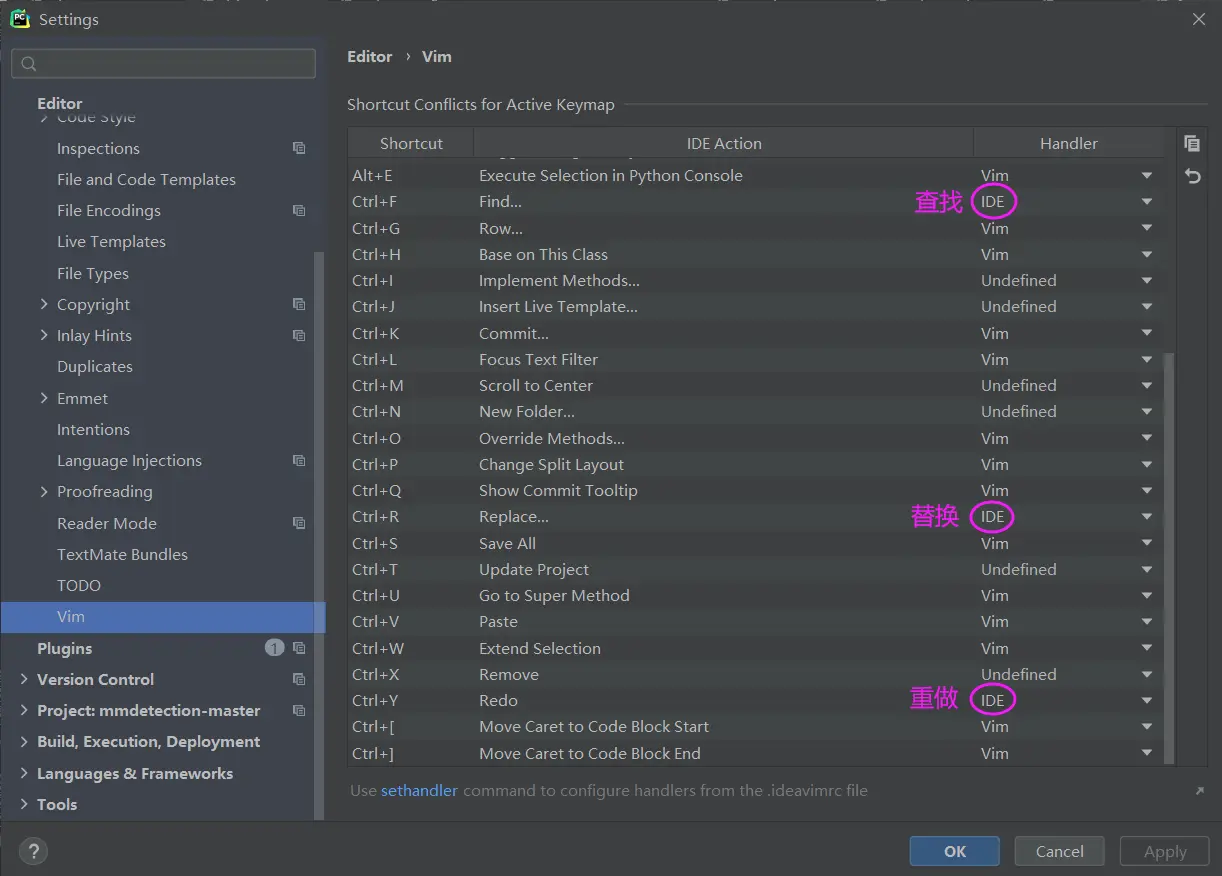 Settings
Editor › Vim
Editor
Code Style
Inspections
File and Code Templates
File Encodings
Live Templates
File Types
Copyright
Inlay Hints
Duplicates
Emmet
Intentions
Language Injections
Proofreading
Reader Mode
TextMate Bundles
TODO
Vim
Plugins 1
Version Control
Project: mmdetection-master
Build, Execution, Deployment
Languages & Frameworks
Tools
Shortcut Conflicts for Active Keymap
Shortcut IDE Action Handler
Alt+E Execute Selection in Python Console Vim
Ctrl+F Find... 查找 IDE
Ctrl+G Row... Vim
Ctrl+H Base on This Class Vim
Ctrl+I Implement Methods... Undefined
Ctrl+J Insert Live Template... Undefined
Ctrl+K Commit... Vim
Ctrl+L Focus Text Filter Vim
Ctrl+M Scroll to Center Undefined
Ctrl+N New Folder... Undefined
Ctrl+O Override Methods... Vim
Ctrl+P Change Split Layout Vim
Ctrl+Q Show Commit Tooltip Vim
Ctrl+R Replace... 替换 IDE
Ctrl+S Save All Vim
Ctrl+T Update Project Undefined
Ctrl+U Go to Super Method Vim
Ctrl+V Paste Vim
Ctrl+W Extend Selection Vim
Ctrl+X Remove Undefined
Ctrl+Y Redo 重做 IDE
Ctrl+[ Move Caret to Code Block Start Vim
Ctrl+] Move Caret to Code Block End Vim
Use sethandler command to configure handlers from the .ideavimrc file
? OK Cancel Apply